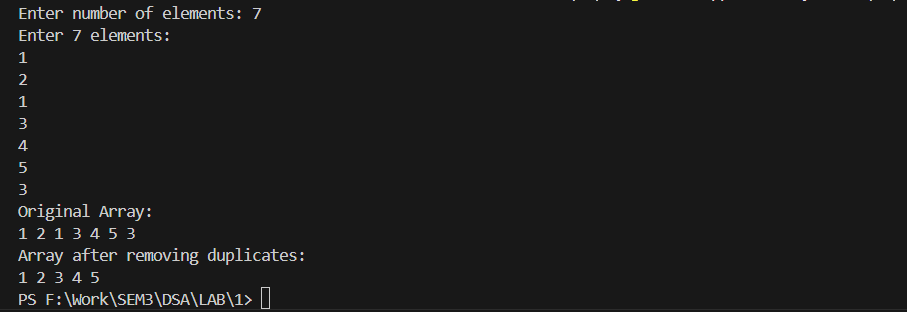 Enter number of elements: 7
Enter 7 elements:
1
2
1
3
4
5
3
Original Array:
1 2 1 3 4 5 3
Array after removing duplicates:
1 2 3 4 5
PS F:\Work\SEM3\DSA\LAB\1>